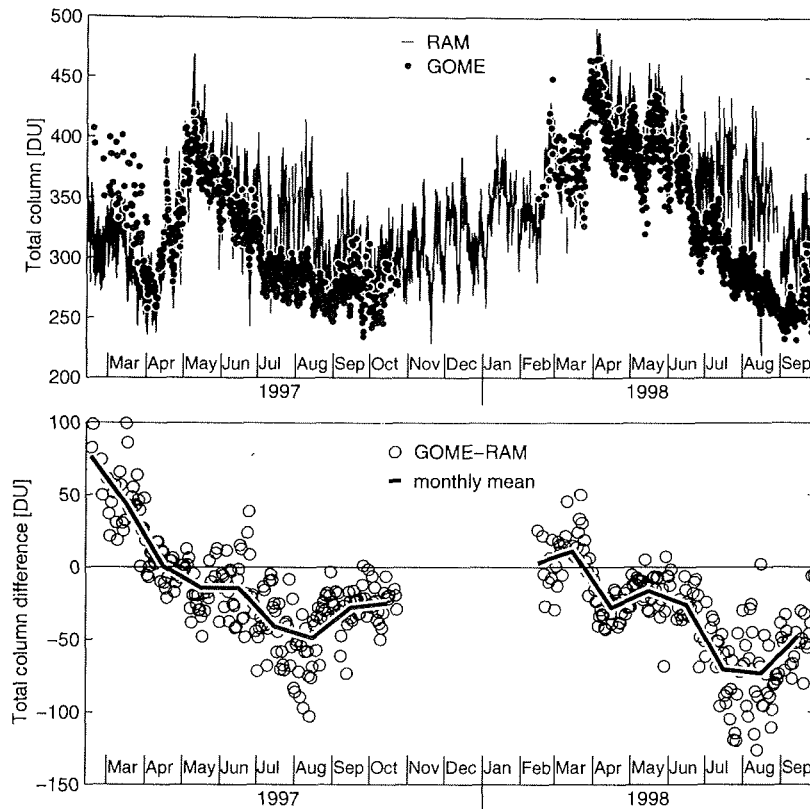 500
450
400
350
300
250
200
Total column [DU]
RAM
GOME
Mar Apr May Jun Jul Aug Sep Oct Nov Dec Jan Feb Mar Apr May Jun Jul Aug Sep
1997 1998
100
50
0
−50
−100
−150
Total column difference [DU]
GOME−RAM
monthly mean
Mar Apr May Jun Jul Aug Sep Oct Nov Dec Jan Feb Mar Apr May Jun Jul Aug Sep
1997 1998